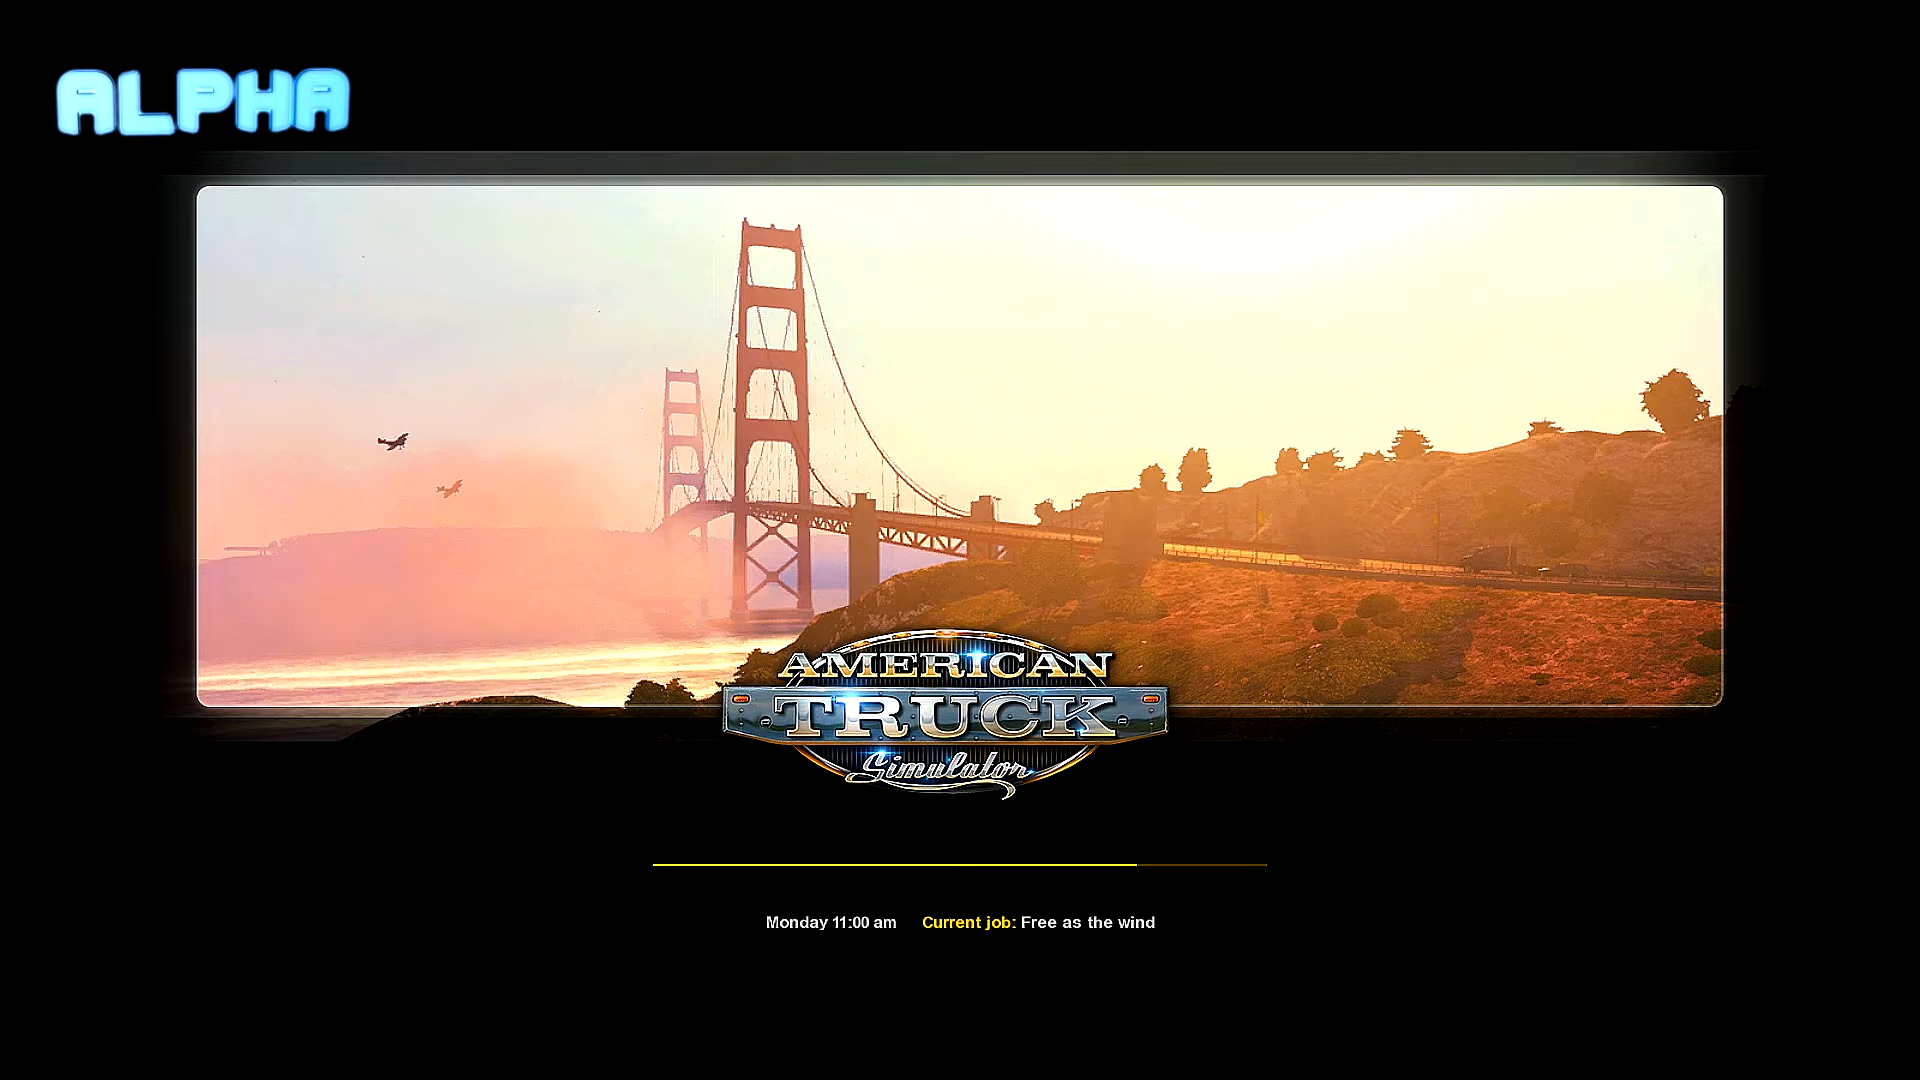 ALPHA
AMERICAN
TRUCK
Simulator
Monday 11:00 am Current job: Free as the wind